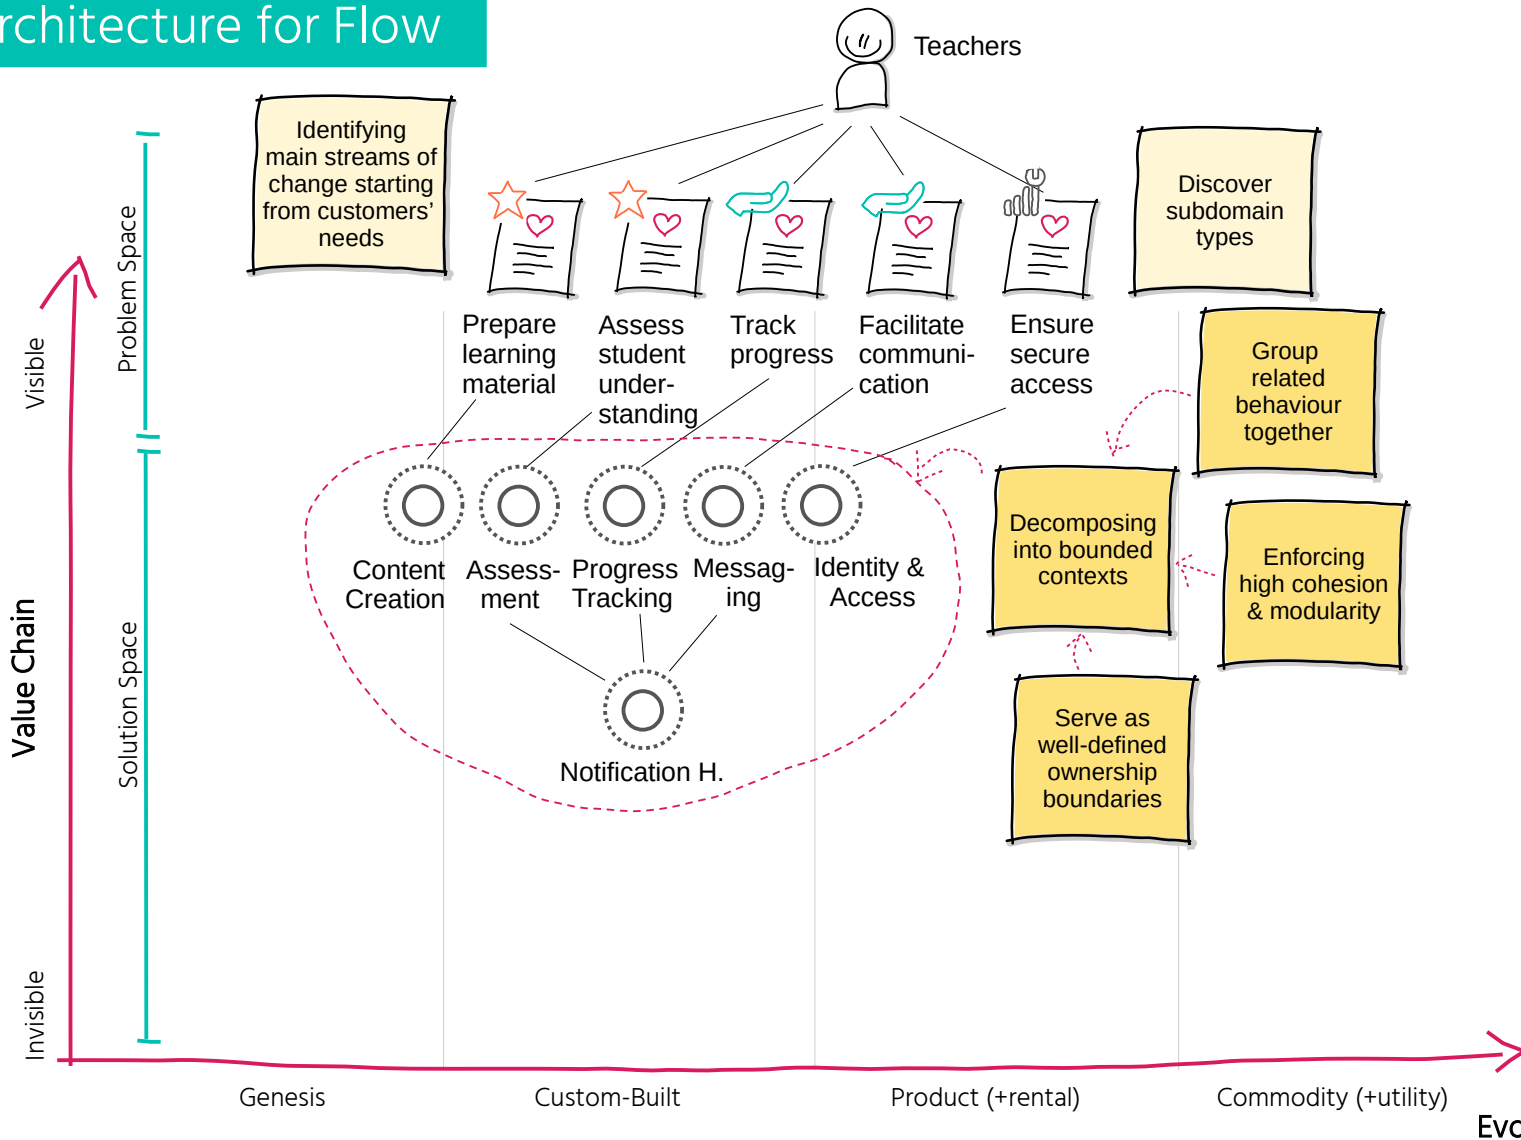 rchitecture for Flow
Teachers
Identifying
main streams of
change starting
from customers’
needs
Discover
subdomain
types
Problem Space
Visible
Prepare
learning
material
Assess
student
under-
standing
Track
progress
Facilitate
communi-
cation
Ensure
secure
access
Group
related
behaviour
together
Decomposing
into bounded
contexts
Enforcing
high cohesion
& modularity
Content
Creation
Assess-
ment
Progress
Tracking
Messag-
ing
Identity &
Access
Value Chain
Solution Space
Notification H.
Serve as
well-defined
ownership
boundaries
Invisible
Genesis
Custom-Built
Product (+rental)
Commodity (+utility)
Evo